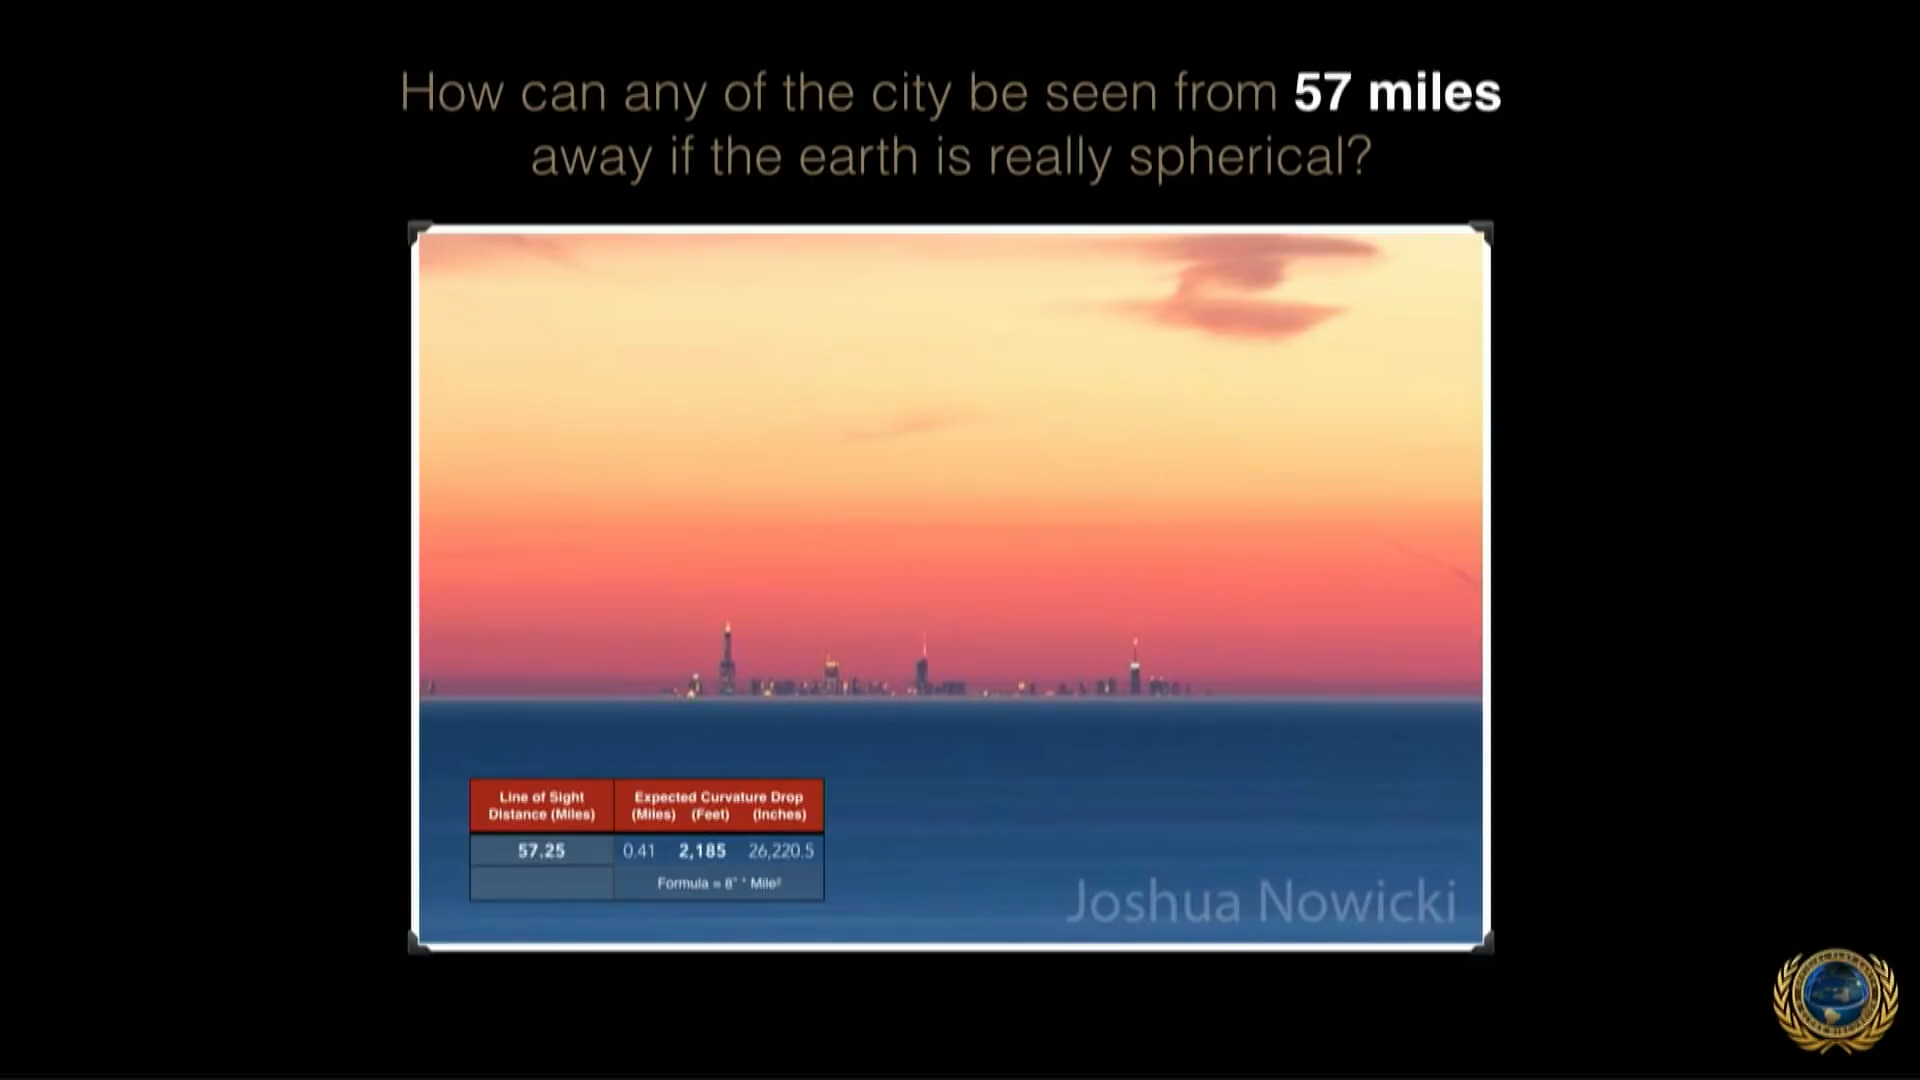 How can any of the city be seen from 57 miles
away if the earth is really spherical?
Line of Sight
Distance (Miles)
Expected Curvature Drop
(Miles) (Feet) (Inches)
57.25 0.41 2,185 26,220.5
Formula = 8" * Mile²
Joshua Nowicki